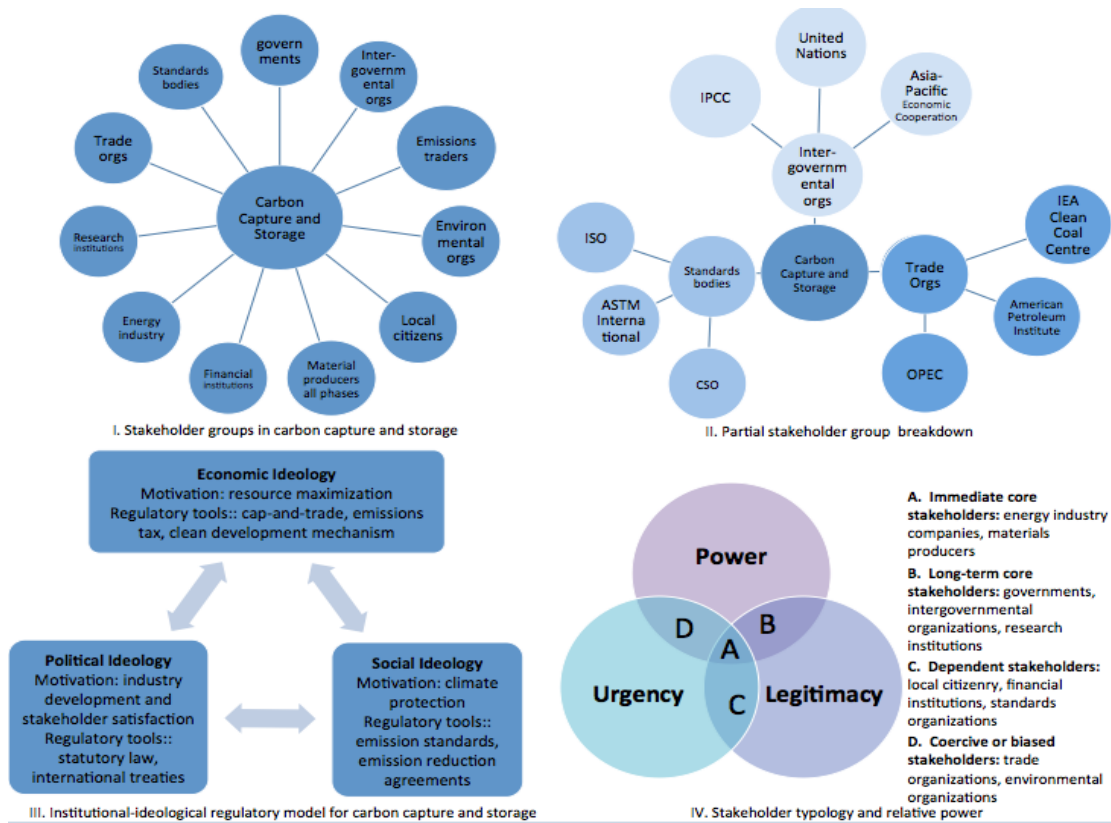 govern
ments
Inter-
governm
ental orgs
Emissions
traders
Environ
mental orgs
Local
citizens
Material
producers
all phases
Financial
institutions
Energy
industry
Research
institutions
Trade
orgs
Standards
bodies
Carbon
Capture and
Storage
I. Stakeholder groups in carbon capture and storage
United
Nations
IPCC
Asia-
Pacific
Economic
Cooperation
Inter-
governm
ental
orgs
ISO
ASTM
Interna
tional
CSO
Standards
bodies
Carbon
Capture and
Storage
Trade
Orgs
IEA
Clean
Coal
Centre
American
Petroleum
Institute
OPEC
II. Partial stakeholder group breakdown
Economic Ideology
Motivation: resource maximization
Regulatory tools:: cap-and-trade, emissions
tax, clean development mechanism
Political Ideology
Motivation: industry
development and
stakeholder satisfaction
Regulatory tools::
statutory law,
international treaties
Social Ideology
Motivation: climate
protection
Regulatory tools::
emission standards,
emission reduction
agreements
III. Institutional-ideological regulatory model for carbon capture and storage
Power
D
B
A
Urgency
C
Legitimacy
A. Immediate core
stakeholders: energy industry
companies, materials
producers
B. Long-term core
stakeholders: governments,
intergovernmental
organizations, research
institutions
C. Dependent stakeholders:
local citizenry, financial
institutions, standards
organizations
D. Coercive or biased
stakeholders: trade
organizations, environmental
organizations
IV. Stakeholder typology and relative power